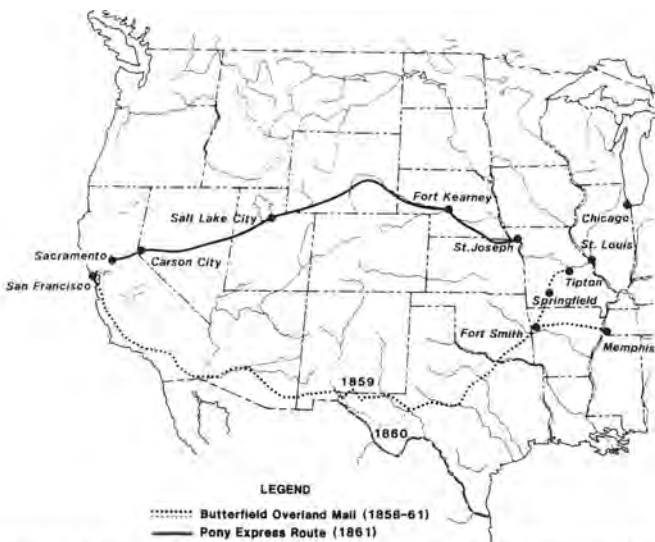 Fort Kearney
Salt Lake City
Chicago
St. Joseph
St. Louis
Sacramento
Carson City
Tipton
San Francisco
Springfield
Fort Smith
Memphis
1859
1860
LEGEND
Butterfield Overland Mail (1858-61)
Pony Express Route (1861)